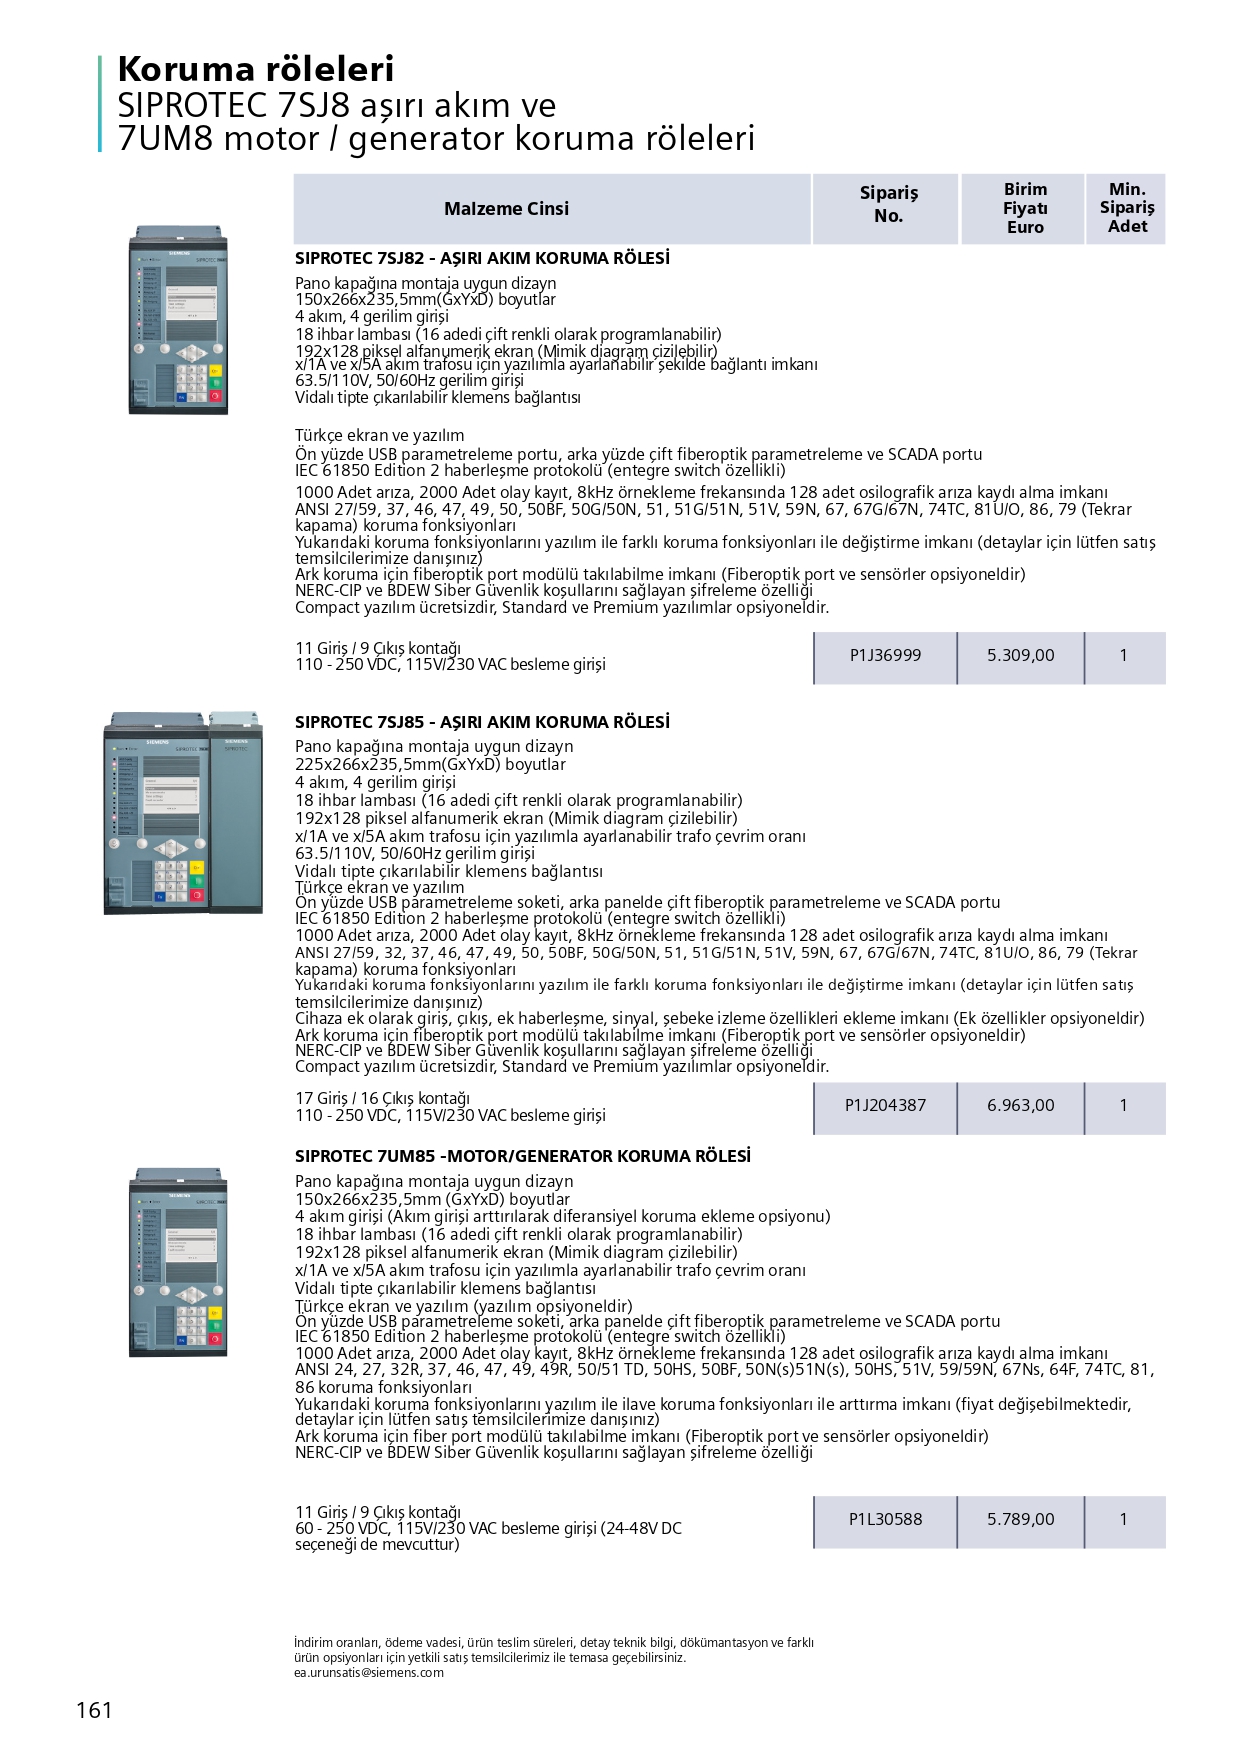 Koruma röleleri
SIPROTEC 7SJ8 aşırı akım ve
7UM8 motor / generator koruma röleleri
Malzeme Cinsi
Sipariş
No.
Birim
Fiyatı
Euro
Min.
Sipariş
Adet
SIPROTEC 7SJ82 - AŞIRI AKIM KORUMA RÖLESİ
Pano kapağına montaja uygun dizayn
150x266x235,5mm(GxYxD) boyutlar
4 akım, 4 gerilim girişi
18 ihbar lambası (16 adedi çift renkli olarak programlanabilir)
192x128 piksel alfanumerik ekran (Mimik diagram çizilebilir)
x/1A ve x/5A akım trafosu için yazılımla ayarlanabilir şekilde bağlantı imkanı
63.5/110V, 50/60Hz gerilim girişi
Vidalı tipte çıkarılabilir klemens bağlantısı
Türkçe ekran ve yazılım
Ön yüzde USB parametreleme portu, arka yüzde çift fiberoptik parametreleme ve SCADA portu
IEC 61850 Edition 2 haberleşme protokolü (entegre switch özellikli)
1000 Adet arıza, 2000 Adet olay kayıt, 8kHz örnekleme frekansında 128 adet osilografik arıza kaydı alma imkanı
ANSI 27/59, 37, 46, 47, 49, 50, 50BF, 50G/50N, 51, 51G/51N, 51V, 59N, 67, 67G/67N, 74TC, 81U/O, 86, 79 (Tekrar
kapama) koruma fonksiyonları
Yukarıdaki koruma fonksiyonlarını yazılım ile farklı koruma fonksiyonları ile değiştirme imkanı (detaylar için lütfen satış
temsilcilerimize danışınız)
Ark koruma için fiberoptik port modülü takılabilme imkanı (Fiberoptik port ve sensörler opsiyoneldir)
NERC-CIP ve BDEW Siber Güvenlik koşullarını sağlayan şifreleme özelliği
Compact yazılım ücretsizdir, Standard ve Premium yazılımlar opsiyoneldir.
11 Giriş / 9 Çıkış kontağı
110 - 250 VDC, 115V/230 VAC besleme girişi
P1J36999
5.309,00
1
SIPROTEC 7SJ85 - AŞIRI AKIM KORUMA RÖLESİ
Pano kapağına montaja uygun dizayn
225x266x235,5mm(GxYxD) boyutlar
4 akım, 4 gerilim girişi
18 ihbar lambası (16 adedi çift renkli olarak programlanabilir)
192x128 piksel alfanumerik ekran (Mimik diagram çizilebilir)
x/1A ve x/5A akım trafosu için yazılımla ayarlanabilir trafo çevrim oranı
63.5/110V, 50/60Hz gerilim girişi
Vidalı tipte çıkarılabilir klemens bağlantısı
Türkçe ekran ve yazılım
Ön yüzde USB parametreleme soketi, arka panelde çift fiberoptik parametreleme ve SCADA portu
IEC 61850 Edition 2 haberleşme protokolü (entegre switch özellikli)
1000 Adet arıza, 2000 Adet olay kayıt, 8kHz örnekleme frekansında 128 adet osilografik arıza kaydı alma imkanı
ANSI 27/59, 32, 37, 46, 47, 49, 50, 50BF, 50G/50N, 51, 51G/51N, 51V, 59N, 67, 67G/67N, 74TC, 81U/O, 86, 79 (Tekrar
kapama) koruma fonksiyonları
Yukarıdaki koruma fonksiyonlarını yazılım ile farklı koruma fonksiyonları ile değiştirme imkanı (detaylar için lütfen satış
temsilcilerimize danışınız)
Cihaza ek olarak giriş, çıkış, ek haberleşme, sinyal, şebeke izleme özellikleri ekleme imkanı (Ek özellikler opsiyoneldir)
Ark koruma için fiberoptik port modülü takılabilme imkanı (Fiberoptik port ve sensörler opsiyoneldir)
NERC-CIP ve BDEW Siber Güvenlik koşullarını sağlayan şifreleme özelliği
Compact yazılım ücretsizdir, Standard ve Premium yazılımlar opsiyoneldir.
17 Giriş / 16 Çıkış kontağı
110 - 250 VDC, 115V/230 VAC besleme girişi
P1J204387
6.963,00
1
SIPROTEC 7UM85 -MOTOR/GENERATOR KORUMA RÖLESİ
Pano kapağına montaja uygun dizayn
150x266x235,5mm (GxYxD) boyutlar
4 akım girişi (Akım girişi arttırılarak diferansiyel koruma ekleme opsiyonu)
18 ihbar lambası (16 adedi çift renkli olarak programlanabilir)
192x128 piksel alfanumerik ekran (Mimik diagram çizilebilir)
x/1A ve x/5A akım trafosu için yazılımla ayarlanabilir trafo çevrim oranı
Vidalı tipte çıkarılabilir klemens bağlantısı
Türkçe ekran ve yazılım (yazılım opsiyoneldir)
Ön yüzde USB parametreleme soketi, arka panelde çift fiberoptik parametreleme ve SCADA portu
IEC 61850 Edition 2 haberleşme protokolü (entegre switch özellikli)
1000 Adet arıza, 2000 Adet olay kayıt, 8kHz örnekleme frekansında 128 adet osilografik arıza kaydı alma imkanı
ANSI 24, 27, 32R, 37, 46, 47, 49, 49R, 50/51 TD, 50HS, 50BF, 50N(s)51N(s), 50HS, 51V, 59/59N, 67Ns, 64F, 74TC, 81,
86 koruma fonksiyonları
Yukarıdaki koruma fonksiyonlarını yazılım ile ilave koruma fonksiyonları ile arttırma imkanı (fiyat değişebilmektedir,
detaylar için lütfen satış temsilcilerimize danışınız)
Ark koruma için fiber port modülü takılabilme imkanı (Fiberoptik port ve sensörler opsiyoneldir)
NERC-CIP ve BDEW Siber Güvenlik koşullarını sağlayan şifreleme özelliği
11 Giriş / 9 Çıkış kontağı
60 - 250 VDC, 115V/230 VAC besleme girişi (24-48V DC
seçeneği de mevcuttur)
P1L30588
5.789,00
1
İndirim oranları, ödeme vadesi, ürün teslim süreleri, detay teknik bilgi, dökümantasyon ve farklı
ürün opsiyonları için yetkili satış temsilcilerimiz ile temasa geçebilirsiniz.
ea.urunsatis@siemens.com
161